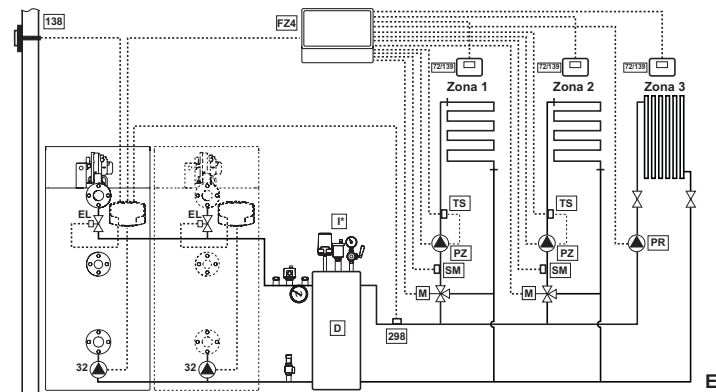 138
FZ4
72/139
72/139
72/139
Zona 1
Zona 2
Zona 3
EL
EL
I*
TS
TS
PZ
PZ
PR
SM
SM
M
M
D
298
32
32
E